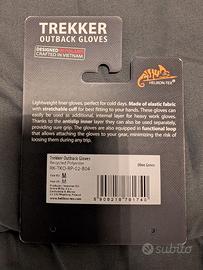 TREKKER
OUTBACK GLOVES
DESIGNED IN POLAND
CRAFTED IN VIETNAM
HELIKON-TEX
Lightweight liner gloves, perfect for cold days. Made of elastic fabric
with stretchable cuff for best fitting to your hand. These gloves can
easily be used as additional, internal layer for heavy work gloves.
Thanks to the antislip inner layer they can also be used separately,
providing sure grip. The gloves are also equipped in functional loop
that allows attaching the gloves to your gear, minimizing the risk of
loosing them during any trip.
Trekker Outback Gloves
Recycled Polyester
RK-TKO-RP-02-B04
Olive Green
Size: M
M
5908218781740
subito